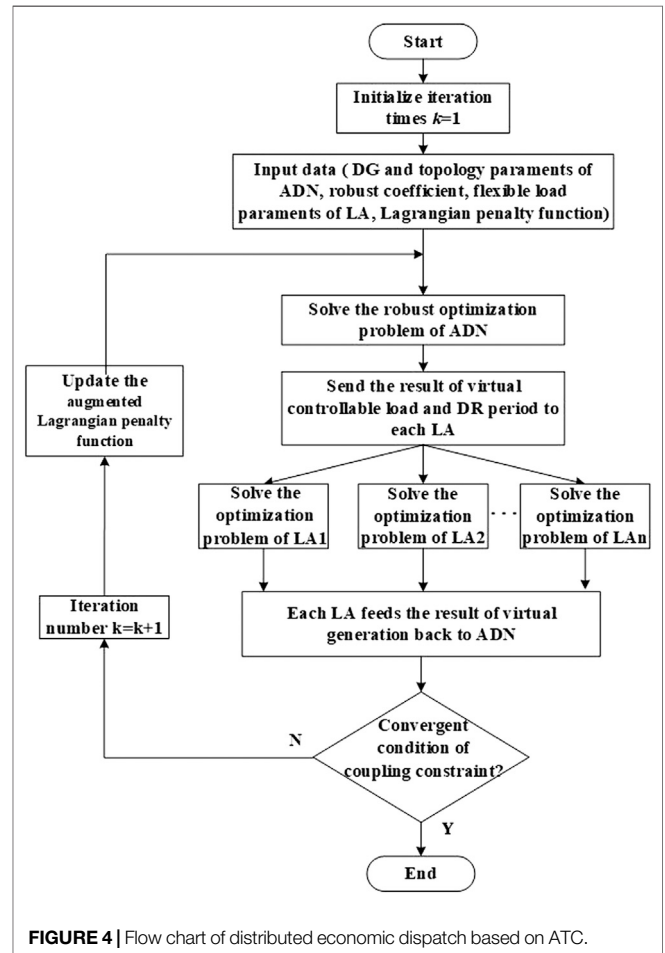 Start
Initialize iteration
times k=1
Input data ( DG and topology paraments of
ADN, robust coefficient, flexible load
paraments of LA, Lagrangian penalty function)
Solve the robust optimization
problem of ADN
Update the
augmented
Lagrangian penalty
function
Send the result of virtual
controllable load and DR period to
each LA
Solve the
optimization
problem of LA1
Solve the
optimization
problem of LA2
...
Solve the
optimization
problem of LAn
Iteration
number k=k+1
Each LA feeds the result of virtual
generation back to ADN
N
Convergent
condition of
coupling constraint?
Y
End
FIGURE 4 | Flow chart of distributed economic dispatch based on ATC.